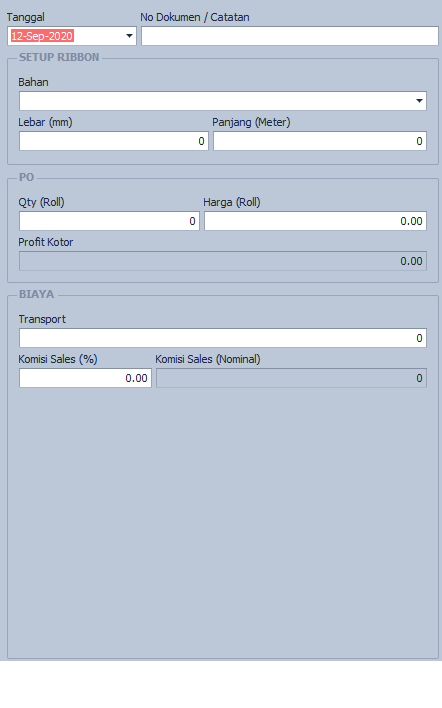 Tanggal No Dokumen / Catatan
12-Sep-2020
SETUP RIBBON
Bahan
Lebar (mm) Panjang (Meter)
0 0
PO
Qty (Roll) Harga (Roll)
0 0.00
Profit Kotor
0.00
BIAYA
Transport
0
Komisi Sales (%) Komisi Sales (Nominal)
0.00 0